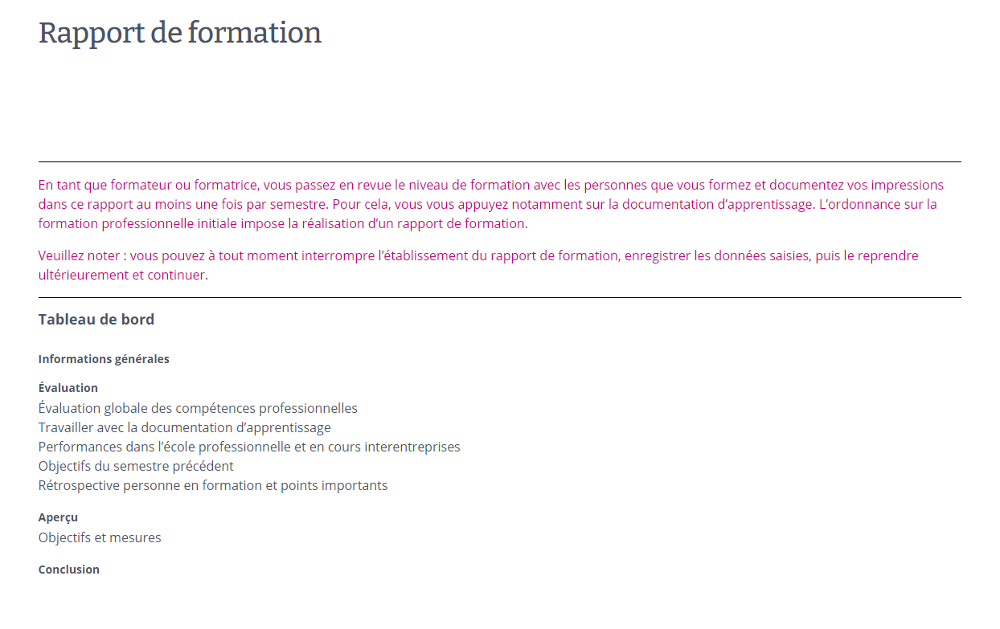 Rapport de formation
En tant que formateur ou formatrice, vous passez en revue le niveau de formation avec les personnes que vous formez et documentez vos impressions
dans ce rapport au moins une fois par semestre. Pour cela, vous vous appuyez notamment sur la documentation d’apprentissage. L’ordonnance sur la
formation professionnelle initiale impose la réalisation d’un rapport de formation.
Veuillez noter : vous pouvez à tout moment interrompre l’établissement du rapport de formation, enregistrer les données saisies, puis le reprendre
ultérieurement et continuer.
Tableau de bord
Informations générales
Évaluation
Évaluation globale des compétences professionnelles
Travailler avec la documentation d’apprentissage
Performances dans l’école professionnelle et en cours interentreprises
Objectifs du semestre précédent
Rétrospective personne en formation et points importants
Aperçu
Objectifs et mesures
Conclusion